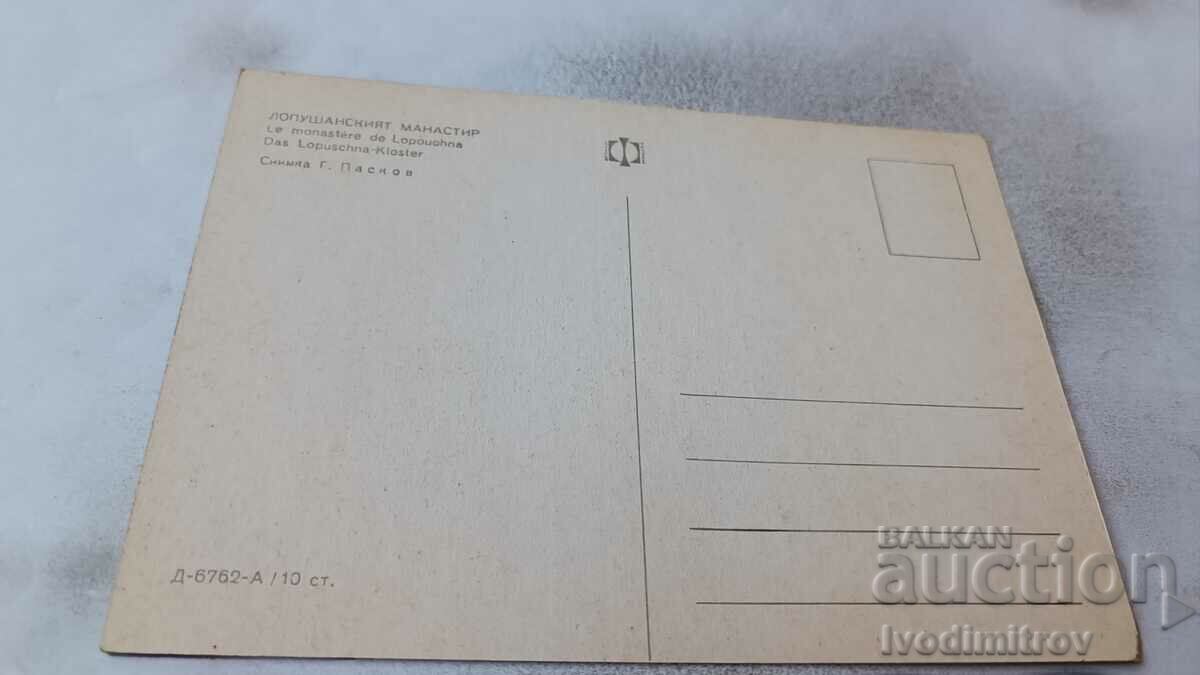 ЛОПУШАНСКИЯТ МАНАСТИР
Le monastère de Lopouchna
Das Lopuschna-Kloster
Снимка Г. Пасков
Д-6762-А / 10 ст.
BALKAN
auction
Ivodimitrov